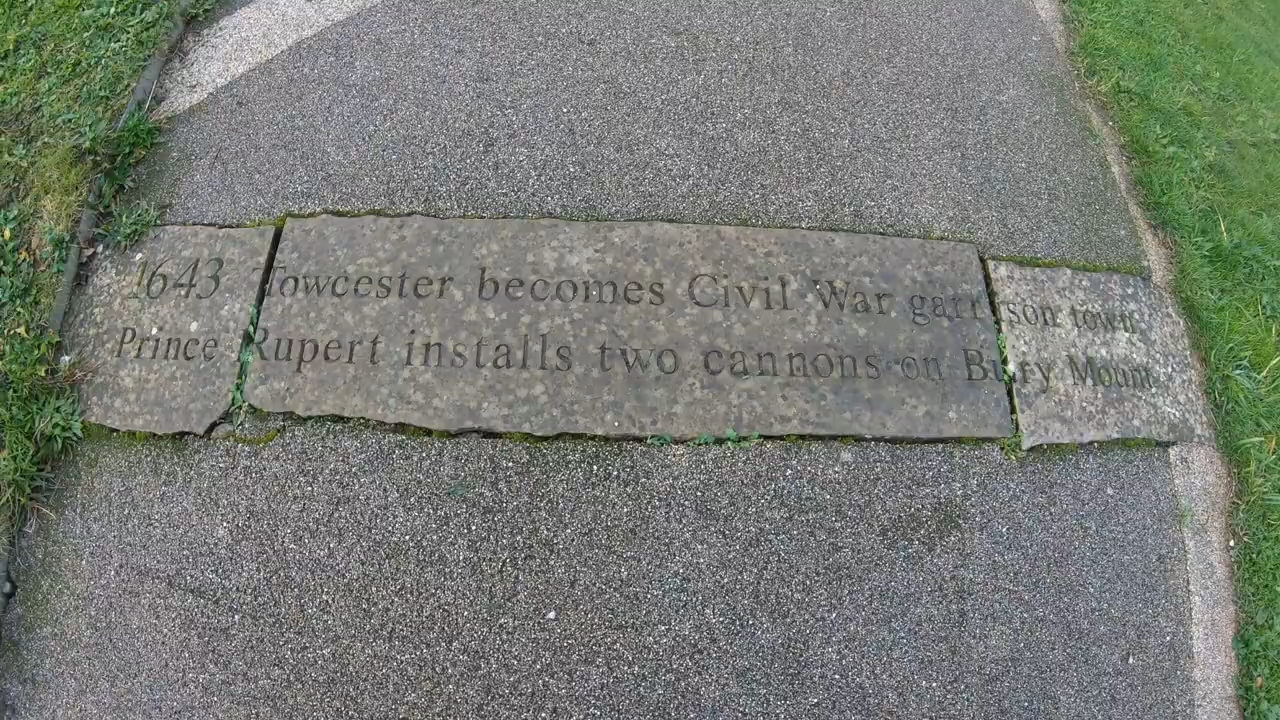 1643 Towcester becomes Civil War garrison town
Prince Rupert installs two cannons on Bury Mount